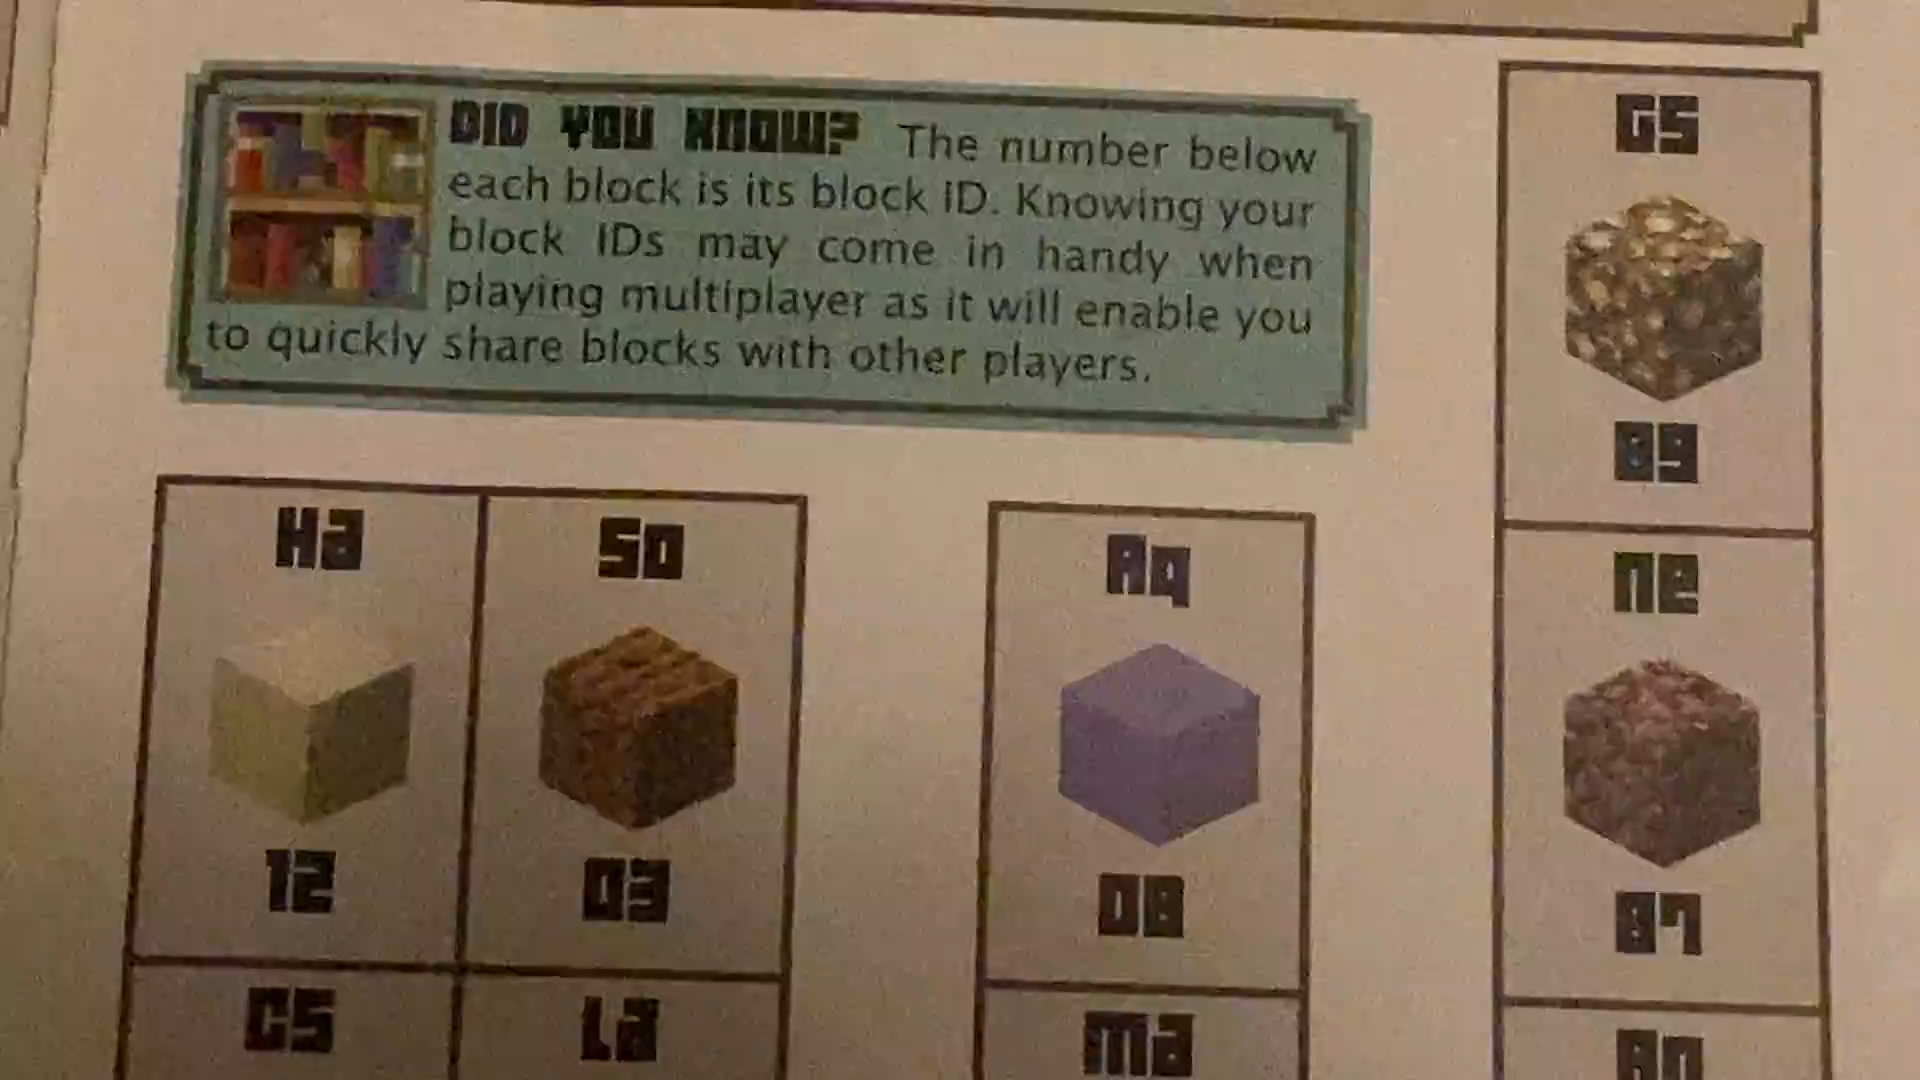 DID YOU KNOW? The number below
each block is its block ID. Knowing your
block IDs may come in handy when
playing multiplayer as it will enable you
to quickly share blocks with other players.
GS
89
Ha
So
Aq
Ne
12
03
08
87
CS
La
Ma